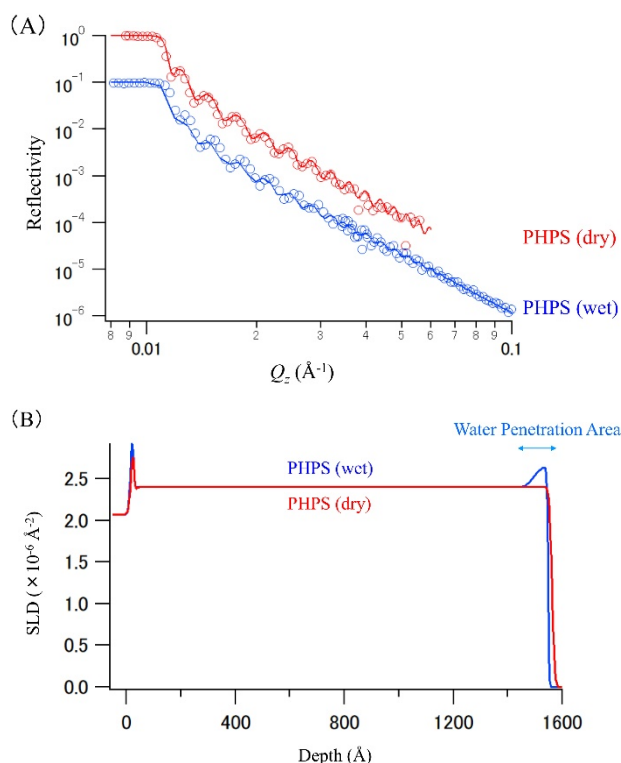 (A)
10⁰
10⁻¹
10⁻²
10⁻³
10⁻⁴
10⁻⁵
10⁻⁶
Reflectivity
PHPS (dry)
PHPS (wet)
8 9 0.01 2 3 4 5 6 7 8 9 0.1
Q_z (Å⁻¹)
(B)
Water Penetration Area
PHPS (wet)
PHPS (dry)
2.5
2.0
1.5
1.0
0.5
0.0
SLD (×10⁻⁶ Å⁻²)
0 400 800 1200 1600
Depth (Å)